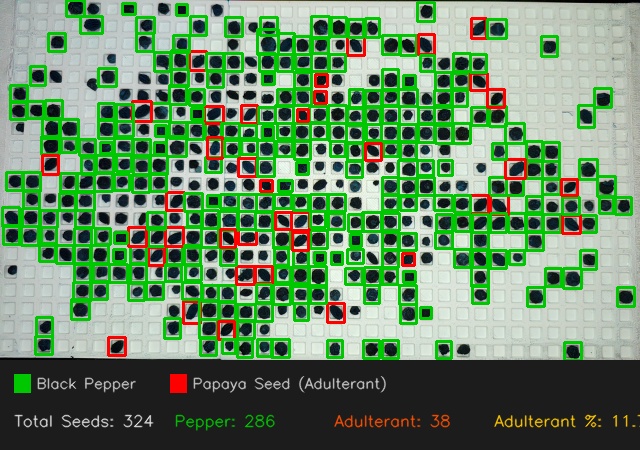 Black Pepper
Papaya Seed (Adulterant)
Total Seeds: 324
Pepper: 286
Adulterant: 38
Adulterant %: 11.